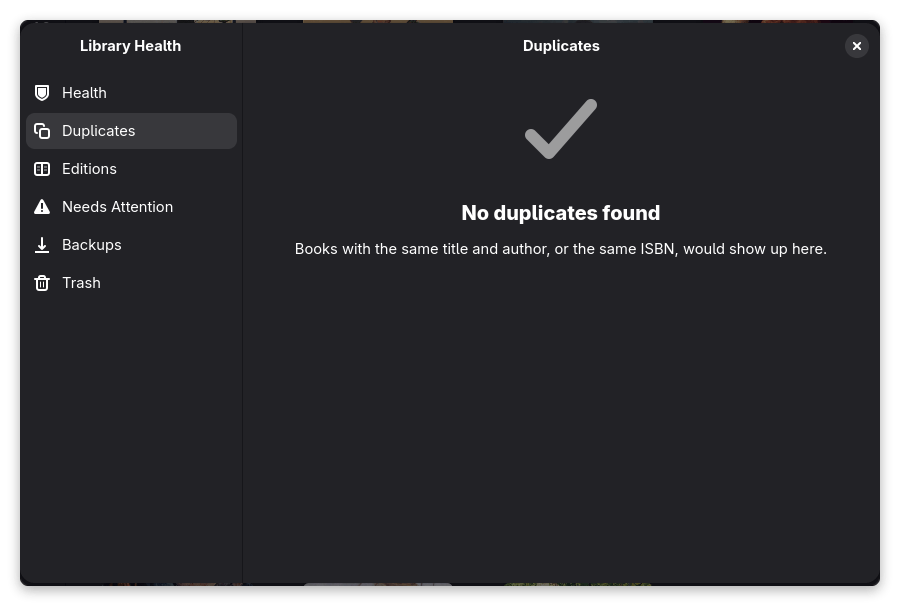 Library Health
Duplicates
Health
Duplicates
Editions
Needs Attention
Backups
Trash
No duplicates found
Books with the same title and author, or the same ISBN, would show up here.